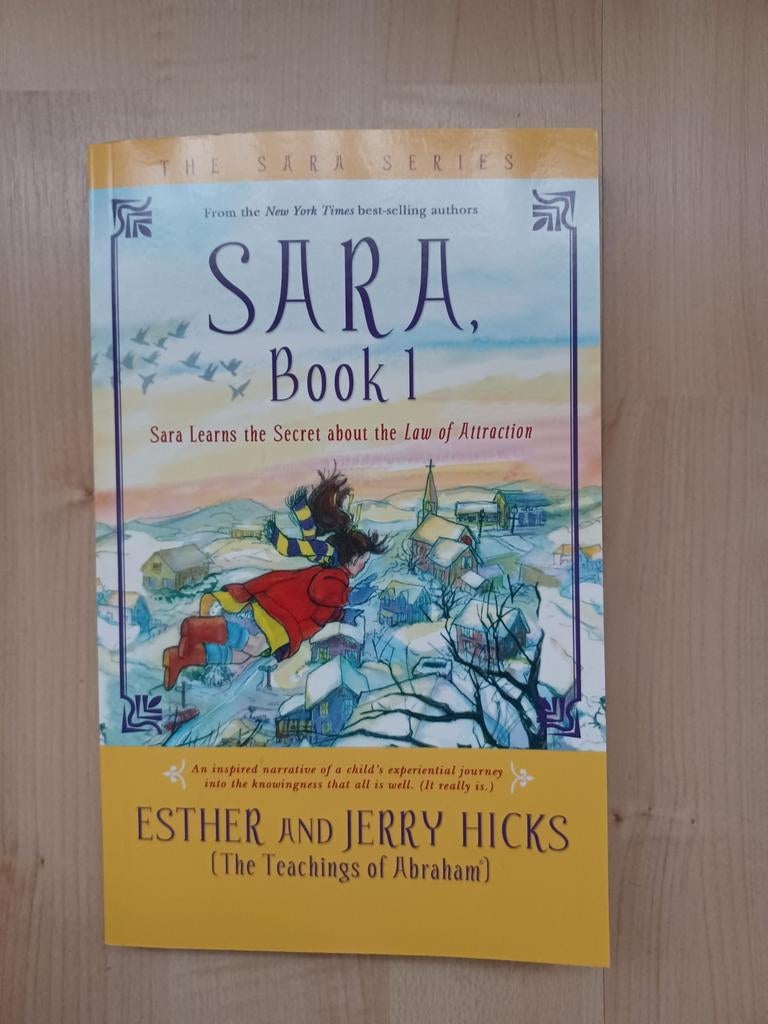 THE SARA SERIES
From the New York Times best-selling authors
SARA,
Book 1
Sara Learns the Secret about the Law of Attraction
An inspired narrative of a child's experiential journey
into the knowingness that all is well. (It really is.)
ESTHER AND JERRY HICKS
(The Teachings of Abraham®)